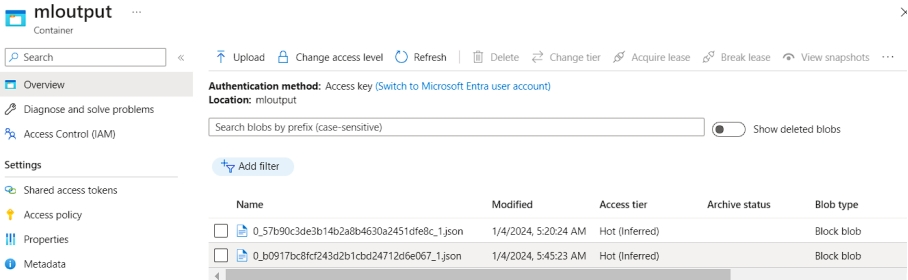 mloutput ...
Container
Search
Overview
Diagnose and solve problems
Access Control (IAM)
Settings
Shared access tokens
Access policy
Properties
Metadata
Upload Change access level Refresh Delete Change tier Acquire lease Break lease View snapshots ...
Authentication method: Access key (Switch to Microsoft Entra user account)
Location: mloutput
Search blobs by prefix (case-sensitive)
Show deleted blobs
Add filter
Name Modified Access tier Archive status Blob type
0_57b90c3de3b14b2a8b4630a2451dfe8c_1.json 1/4/2024, 5:20:24 AM Hot (Inferred) Block blob
0_b0917bc8fcf243d2b1cbd24712d6e067_1.json 1/4/2024, 5:45:23 AM Hot (Inferred) Block blob